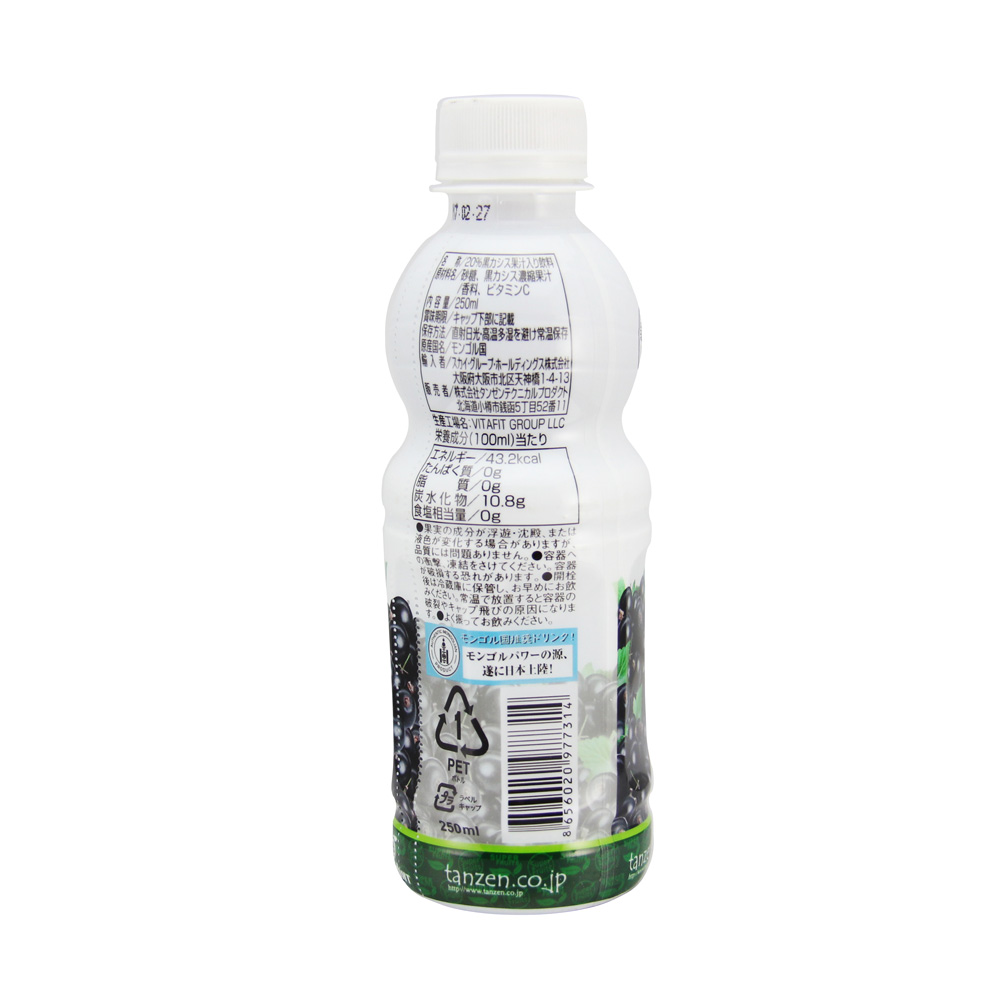 17.02.27
名称/20%黒カシス果汁入り飲料
原材料名/砂糖、黒カシス濃縮果汁
/香料、ビタミンC
内容量/250ml
賞味期限/キャップ下部に記載
保存方法/直射日光・高温多湿を避け常温保存
原産国名/モンゴル国
輸入者/スカイ・グループ・ホールディングス株式会社
大阪府大阪市北区天神橋1-4-13
販売者/株式会社タンゼンテクニカルプロダクト
北海道小樽市銭函5丁目52番11
生産工場名:VITAFIT GROUP LLC
栄養成分(100ml)当たり
エネルギー/43.2kcal
たんぱく質/0g
脂質/0g
炭水化物/10.8g
食塩相当量/0g
●果実の成分が浮遊・沈殿、または
液色が変化する場合がありますが、
品質には問題ありません。●容器へ
の衝撃、凍結をさけてください。容器
が破損する恐れがあります。●開栓
後は冷蔵庫に保管し、お早めにお飲
みください。常温で放置すると容器の
破裂やキャップ飛びの原因になりま
す。●よく振ってお飲みください。
モンゴルパワーの源、
遂に日本上陸!
1
PET
ボトル
プラ
ラベル
キャップ
250ml
8656020977314
tanzen.co.jp
http://www.tanzen.co.jp
tanz